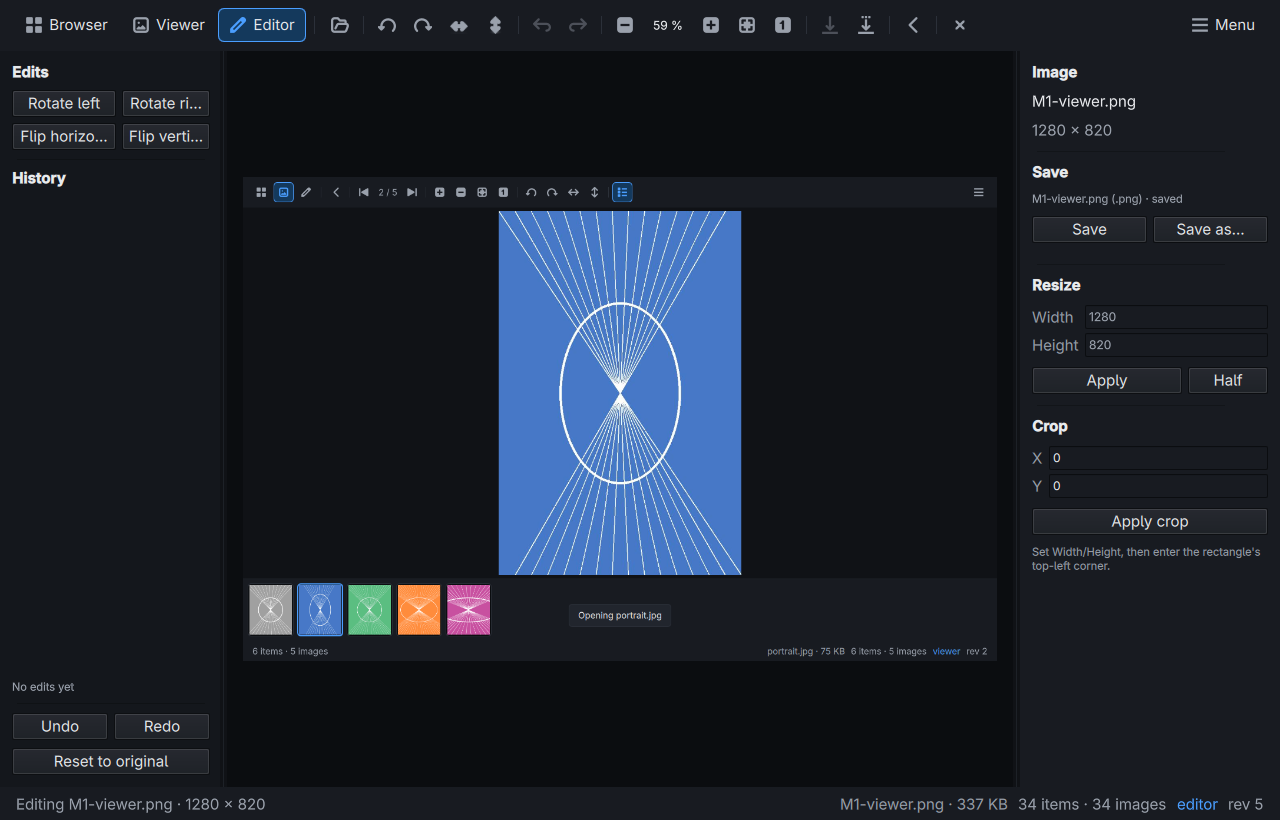 Browser Viewer Editor 59 % 1 Menu
Edits
Rotate left Rotate ri...
Flip horizo... Flip verti...
History
No edits yet
Undo Redo
Reset to original
2 / 5 1
Opening portrait.jpg
6 items · 5 images portrait.jpg · 75 KB 6 items · 5 images viewer rev 2
Image
M1-viewer.png
1280 × 820
Save
M1-viewer.png (.png) · saved
Save Save as...
Resize
Width 1280
Height 820
Apply Half
Crop
X 0
Y 0
Apply crop
Set Width/Height, then enter the rectangle's
top-left corner.
Editing M1-viewer.png · 1280 × 820 M1-viewer.png · 337 KB 34 items · 34 images editor rev 5